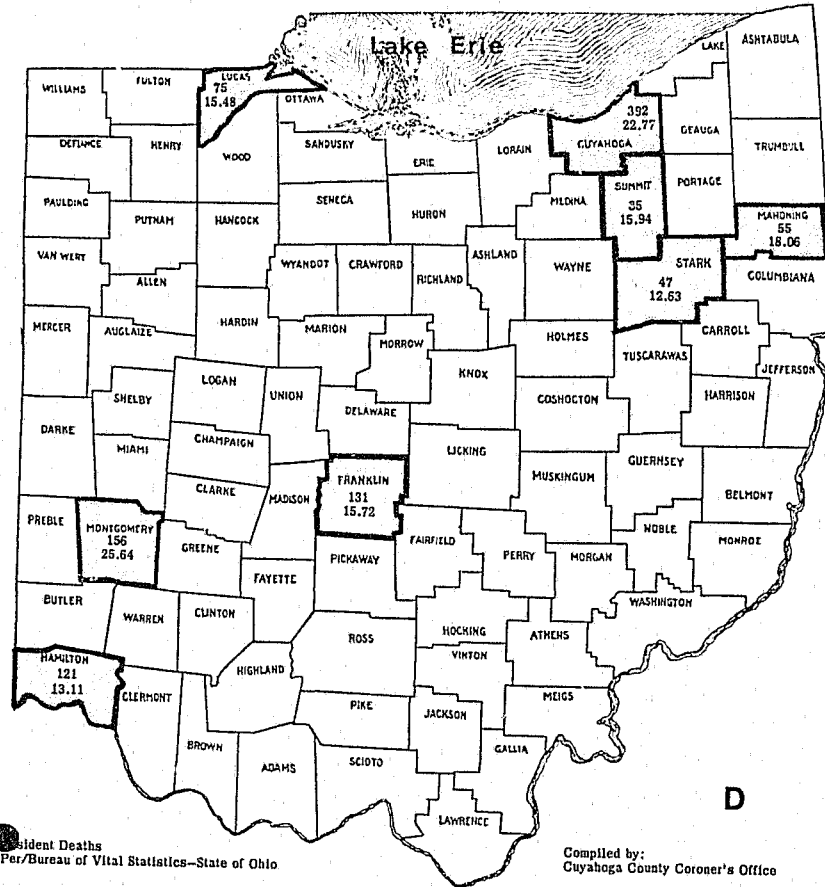 Lake Erie
LAKE
ASHTABULA
WILLIAMS
FULTON
LUCAS
75
15.48
OTTAWA
392
22.77
CUYAHOGA
GEAUGA
DEFIANCE
HENRY
WOOD
SANDUSKY
ERIE
LORAIN
TRUMBULL
PAULDING
PUTNAM
HANCOCK
SENECA
HURON
MEDINA
SUMMIT
35
15.94
PORTAGE
MAHONING
55
18.06
VAN WERT
ALLEN
WYANDOT
CRAWFORD
RICHLAND
ASHLAND
WAYNE
STARK
47
12.63
COLUMBIANA
MERCER
AUGLAIZE
HARDIN
MARION
MORROW
HOLMES
TUSCARAWAS
CARROLL
JEFFERSON
SHELBY
LOGAN
UNION
DELAWARE
KNOX
COSHOCTON
HARRISON
DARKE
MIAMI
CHAMPAIGN
CLARKE
MADISON
FRANKLIN
131
15.72
LICKING
MUSKINGUM
GUERNSEY
BELMONT
PREBLE
MONTGOMERY
156
25.64
GREENE
FAYETTE
PICKAWAY
FAIRFIELD
PERRY
MORGAN
NOBLE
MONROE
BUTLER
WARREN
CLINTON
ROSS
HOCKING
VINTON
ATHENS
WASHINGTON
HAMILTON
121
13.11
CLERMONT
HIGHLAND
PIKE
JACKSON
MEIGS
BROWN
ADAMS
SCIOTO
GALLIA
LAWRENCE
D
sident Deaths
Per/Bureau of Vital Statistics—State of Ohio
Compiled by:
Cuyahoga County Coroner's Office